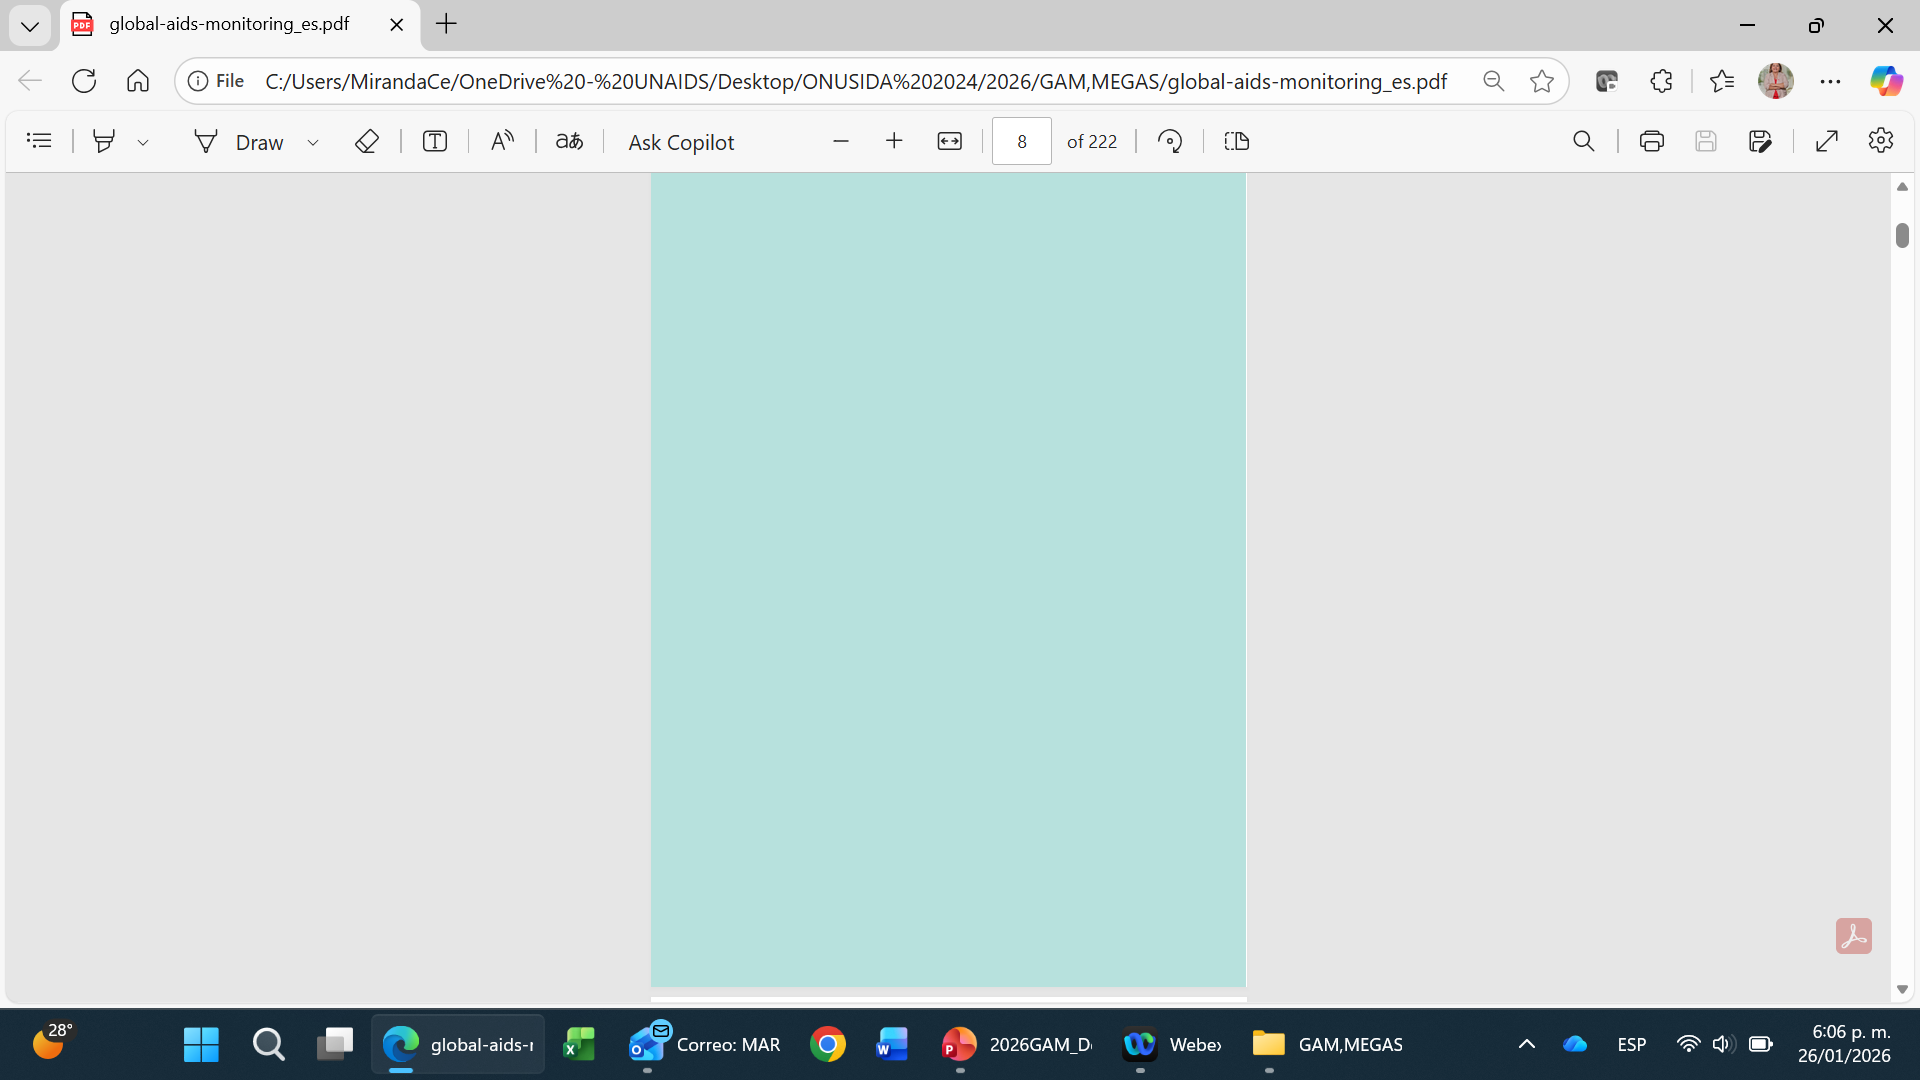 global-aids-monitoring_es.pdf
File
C:/Users/MirandaCe/OneDrive%20-%20UNAIDS/Desktop/ONUSIDA%202024/2026/GAM,MEGAS/global-aids-monitoring_es.pdf
Draw
aあ
Ask Copilot
8
of 222
28°
global-aids-r
Correo: MAR
2026GAM_D
Webex
GAM,MEGAS
ESP
6:06 p. m.
26/01/2026